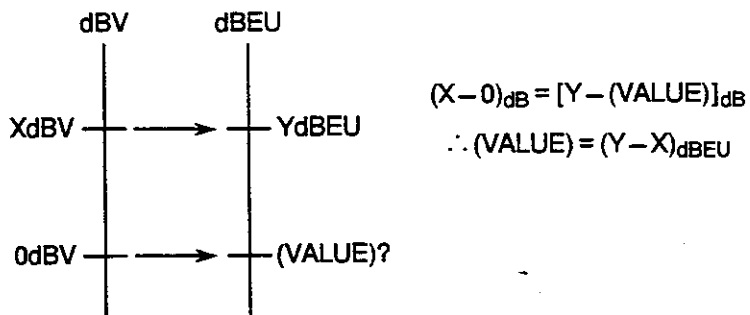 dBV dBEU
XdBV YdBEU
0dBV (VALUE)?
(X−0)dB = [Y−(VALUE)]dB
∴ (VALUE) = (Y−X)dBEU